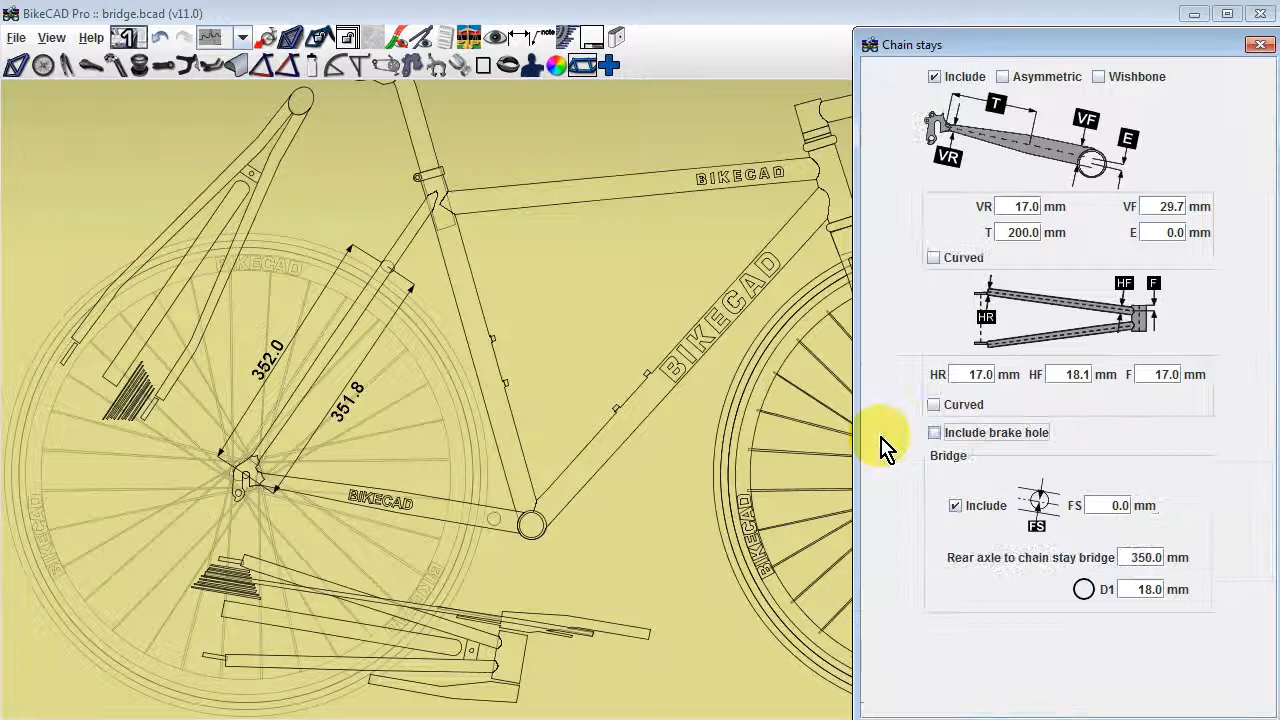 BikeCAD Pro :: bridge.bcad (v11.0)
File View Help
note
Chain stays
Include Asymmetric Wishbone
T
VF
E
VR
VR 17.0 mm VF 29.7 mm
T 200.0 mm E 0.0 mm
Curved
HF F
HR
HR 17.0 mm HF 18.1 mm F 17.0 mm
Curved
Include brake hole
Bridge
Include FS 0.0 mm
FS
Rear axle to chain stay bridge 350.0 mm
D1 18.0 mm
BIKECAD
BIKECAD
BIKECAD
352.0
351.8
BIKECAD
BIKECAD
BIKECAD
BIKECAD